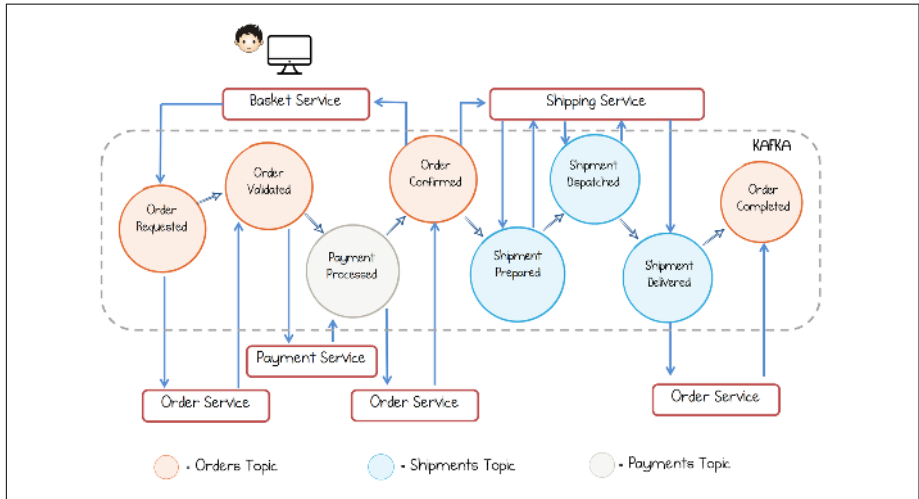 Basket Service
Shipping Service
KAFKA
Order
Requested
Order
Validated
Payment
Processed
Order
Confirmed
Shipment
Prepared
Shipment
Dispatched
Shipment
Delivered
Order
Completed
Payment Service
Order Service
Order Service
Order Service
- Orders Topic
- Shipments Topic
- Payments Topic